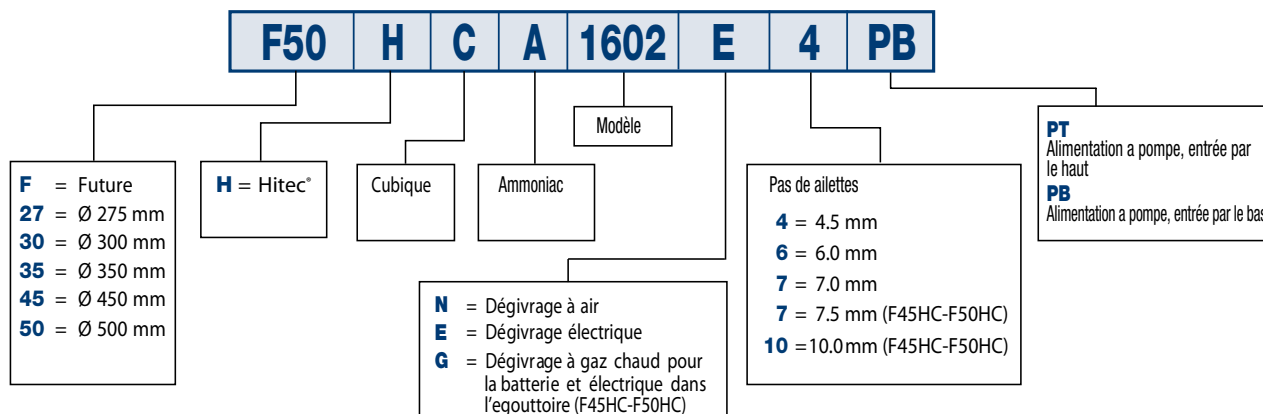 F50 H C A 1602 E 4 PB
Modèle
F = Future
27 = Ø 275 mm
30 = Ø 300 mm
35 = Ø 350 mm
45 = Ø 450 mm
50 = Ø 500 mm
H = Hitec®
Cubique
Ammoniac
N = Dégivrage à air
E = Dégivrage électrique
G = Dégivrage à gaz chaud pour
la batterie et électrique dans
l'egouttoire (F45HC-F50HC)
Pas de ailettes
4 = 4.5 mm
6 = 6.0 mm
7 = 7.0 mm
7 = 7.5 mm (F45HC-F50HC)
10 =10.0 mm (F45HC-F50HC)
PT
Alimentation a pompe, entrée par
le haut
PB
Alimentation a pompe, entrée par le bas